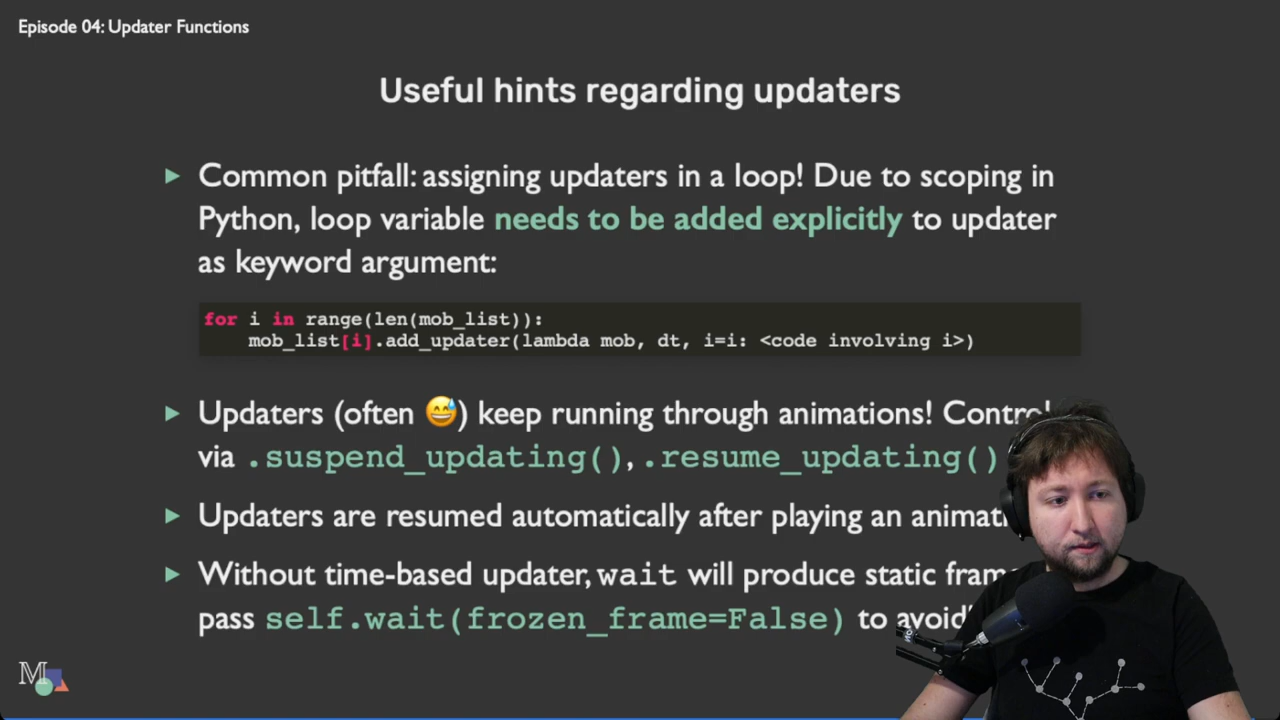 Episode 04: Updater Functions
Useful hints regarding updaters
Common pitfall: assigning updaters in a loop! Due to scoping in
Python, loop variable needs to be added explicitly to updater
as keyword argument:
for i in range(len(mob_list)):
mob_list[i].add_updater(lambda mob, dt, i=i: <code involving i>)
Updaters (often 😅) keep running through animations! Control
via .suspend_updating(), .resume_updating()
Updaters are resumed automatically after playing an
Without time-based updater, wait will produce static
pass self.wait(frozen_frame=False) to avoid
M